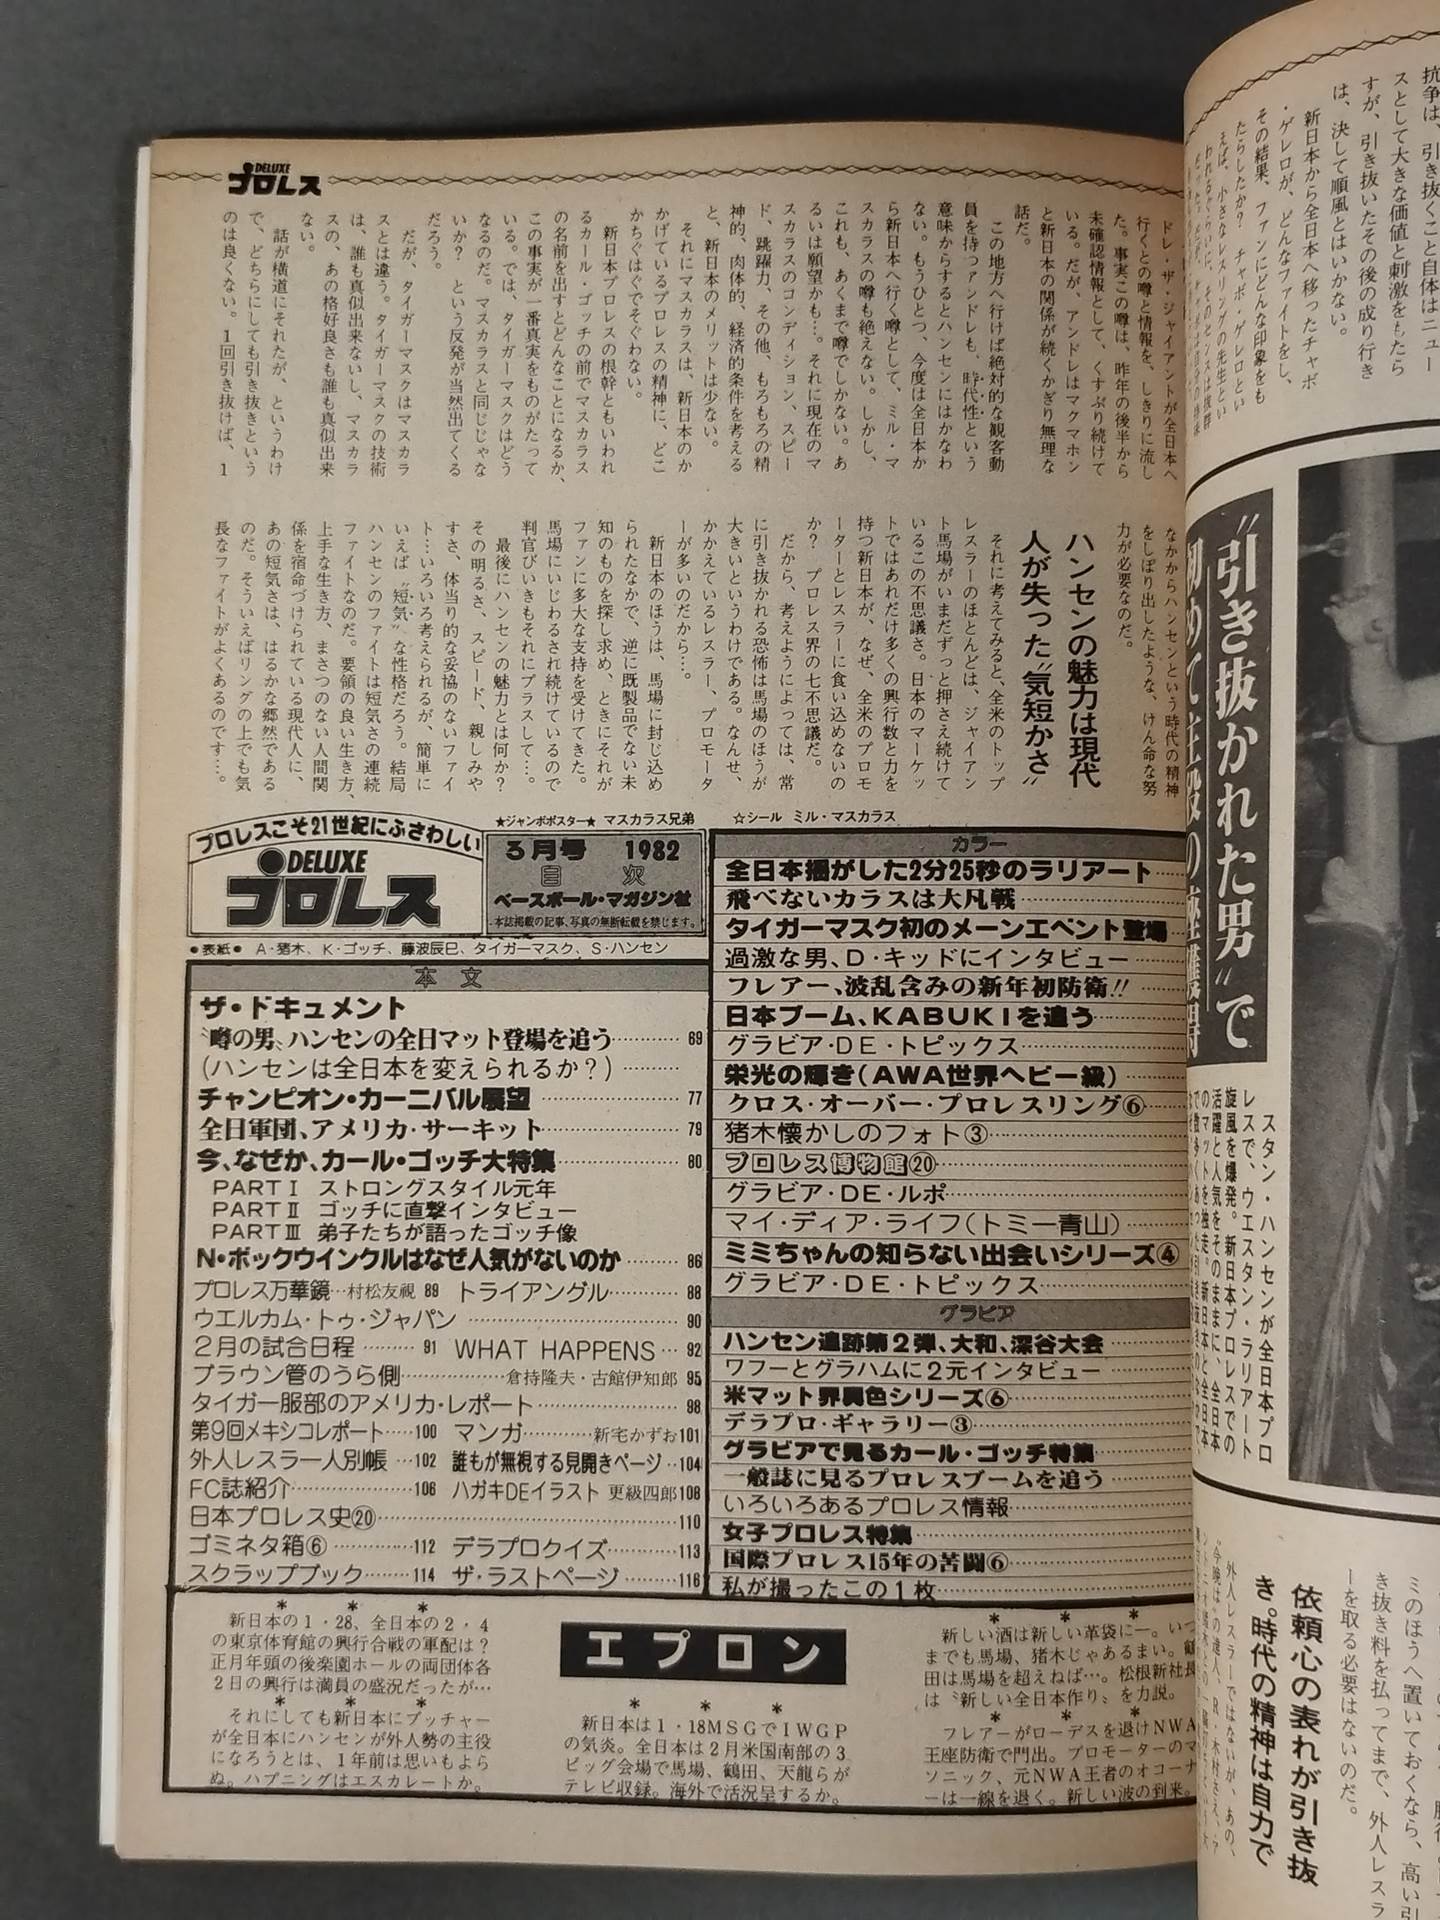 DELUXE
プロレス
ドレ・ザ・ジャイアントが全日本へ
行くとの噂と情報を、しきりに流し
た。事実この噂は、昨年の後半から
未確認情報として、くすぶり続けて
いる。だが、アンドレはマクマホン
と新日本の関係が続くかぎり無理な
話だ。
この地方へ行けば絶対的な観客動
員を持つアンドレも、時代性という
意味からするとハンセンにはかなわ
ない。もうひとつ、今度は全日本か
ら新日本へ行く噂として、ミル・マ
スカラスの噂も絶えない。しかし、
これも、あくまで噂でしかない。あ
るいは願望かも…。それに現在のマ
スカラスのコンディション、スピー
ド、跳躍力、その他、もろもろの精
神的、肉体的、経済的条件を考える
と、新日本のメリットは少ない。
それにマスカラスは、新日本のか
かげているプロレスの精神に、どこ
かちぐはぐでそぐわない。
新日本プロレスの根幹ともいわれ
るカール・ゴッチの前でマスカラス
の名前を出すとどんなことになるか、
この事実が一番真実をものがたって
いる。では、タイガーマスクはどう
なるのだ。マスカラスと同じじゃな
いか？という反発が当然出てくる
だろう。
だが、タイガーマスクはマスカラ
スとは違う。タイガーマスクの技術
は、誰も真似出来ないし、マスカラ
スの、あの格好良さも誰も真似出来
ない。
話が横道にそれたが、というわけ
で、どちらにしても引き抜きという
のは良くない。1回引き抜けば、1
なかからハンセンという時代の精神
をしぼり出したような、けん命な努
力が必要なのだ。
ハンセンの魅力は現代
人が失った〝気短かさ〟
それに考えてみると、全米のトップ
レスラーのほとんどは、ジャイアン
ト馬場がいまだずっと押さえ続けて
いるこの不思議さ。日本のマーケッ
トではあれだけ多くの興行数と力を
持つ新日本が、なぜ、全米のプロモ
ーターとレスラーに食い込めないの
か？　プロレス界の七不思議だ。
だから、考えようによっては、常
に引き抜かれる恐怖は馬場のほうが
大きいというわけである。なんせ、
かかえているレスラー、プロモータ
ーが多いのだから…。
新日本のほうは、馬場に封じ込め
られたなかで、逆に既製品でない未
知のものを探し求め、ときにそれが
ファンに多大な支持を受けてきた。
馬場にいじわるされ続けているので
判官びいきもそれにプラスして…。
最後にハンセンの魅力とは何か？
その明るさ、スピード、親しみや
すさ、体当り的な妥協のないファイ
ト…いろいろ考えられるが、簡単に
いえば〝短気〟な性格だろう。結局
ハンセンのファイトは短気さの連続
ファイトなのだ。要領の良い生き方、
上手な生き方、まさつのない人間関
係を宿命づけられている現代人に、
あの短気さは、はるかな郷愁である
のだ。そういえばリングの上でも気
長なファイトがよくあるのです…。
★ジャンボポスター★ マスカラス兄弟　☆シール ミル・マスカラス
プロレスこそ21世紀にふさわしい
DELUXE
プロレス
3月号　1982
目　次
ベースボール・マガジン社
本誌掲載の記事、写真の無断転載を禁じます。
●表紙● A・猪木、K・ゴッチ、藤波辰巳、タイガーマスク、S・ハンセン
本 文
ザ・ドキュメント
〝噂の男〟ハンセンの全日マット登場を追う…………69
(ハンセンは全日本を変えられるか？)…………
チャンピオン・カーニバル展望…………77
全日軍団、アメリカ・サーキット…………79
今、なぜか、カール・ゴッチ大特集…………80
PART I ストロングスタイル元年
PART II ゴッチに直撃インタビュー
PART III 弟子たちが語ったゴッチ像
N・ボックウインクルはなぜ人気がないのか………86
プロレス万華鏡…村松友視 89　トライアングル………88
ウエルカム・トゥ・ジャパン…………90
2月の試合日程………91　WHAT HAPPENS…92
ブラウン管のうら側…………倉持隆夫・古館伊知郎 95
タイガー服部のアメリカ・レポート…………98
第9回メキシコレポート……100　マンガ…………新宅かずお101
外人レスラー人別帳…102　誰もが無視する見開きページ…104
FC誌紹介…………106　ハガキDEイラスト 更級四郎108
日本プロレス史⑳…………110
ゴミネタ箱⑥…………112　デラプロクイズ…………113
スクラップブック………114　ザ・ラストページ………116
カラー
全日本揺がした2分25秒のラリアート……
飛べないカラスは大凡戦…………
タイガーマスク初のメーンエベント登場……
過激な男、D・キッドにインタビュー……
フレアー、波乱含みの新年初防衛!!……
日本ブーム、KABUKIを追う……
グラビア・DE・トピックス…………
栄光の輝き(AWA世界ヘビー級)……
クロス・オーバー・プロレスリング⑥……
猪木懐かしのフォト③…………
プロレス博物館⑳…………
グラビア・DE・ルポ…………
マイ・ディア・ライフ(トミー青山)……
ミミちゃんの知らない出会いシリーズ④
グラビア・DE・トピックス…………
グラビア
ハンセン追跡第2弾、大和、深谷大会……
ワフーとグラハムに2元インタビュー……
米マット界異色シリーズ⑥…………
デラプロ・ギャラリー③…………
グラビアで見るカール・ゴッチ特集……
一般誌に見るプロレスブームを追う……
いろいろあるプロレス情報…………
女子プロレス特集…………
国際プロレス15年の苦闘⑥…………
私が撮ったこの1枚…………
エプロン
＊　＊　＊
新日本の1・28、全日本の2・4
の東京体育館の興行合戦の軍配は？
正月年頭の後楽園ホールの両団体各
2日の興行は満員の盛況だったが…
＊　＊　＊
それにしても新日本にブッチャー
が全日本にハンセンが外人勢の主役
になろうとは、1年前は思いもよら
ぬ。ハプニングはエスカレートか。
＊　＊　＊
新日本は1・18MSGでIWGP
の気炎。全日本は2月米国南部の3
ビッグ会場で馬場、鶴田、天龍らが
テレビ収録。海外で活況呈するか。
＊　＊　＊
新しい酒は新しい革袋に一。いつ
までも馬場、猪木じゃあるまい。鶴
田は馬場を超えねば…。松根新社長
は〝新しい全日本作り〟を力説。
＊　＊　＊
フレアーがローデスを退けNWA
王座防衛で門出。プロモーターのマ
ソニック、元NWA王者のオコーナ
ーは一線を退く。新しい波の到来。
抗争は、引き抜くこと自体はニュー
スとして大きな価値と刺激をもたら
すが、引き抜いたその後の成り行き
は、決して順風とはいかない。
新日本から全日本へ移ったチャボ
・ゲレロが、どんなファイトをし、
その結果、ファンにどんな印象をも
たらしたか？　チャボ・ゲレロとい
えば、小さなレスリングの先生とい
〝引き抜かれた男〟で
初めて主役の座獲得
スタン・ハンセンが全日本プロ
レスで、ウエスタン・ラリアート
旋風を爆発。新日本プロレスでの
活躍と人気をそのままに、全日本
のマットを独走。新日本と全日本
依頼心の表れが引き抜
き。時代の精神は自力で
ミのほうへ置いておくなら、高い引
き抜き料を払ってまで、外人レスラ
ーを取る必要はないのだ。
外人レスラーではないが、あの、